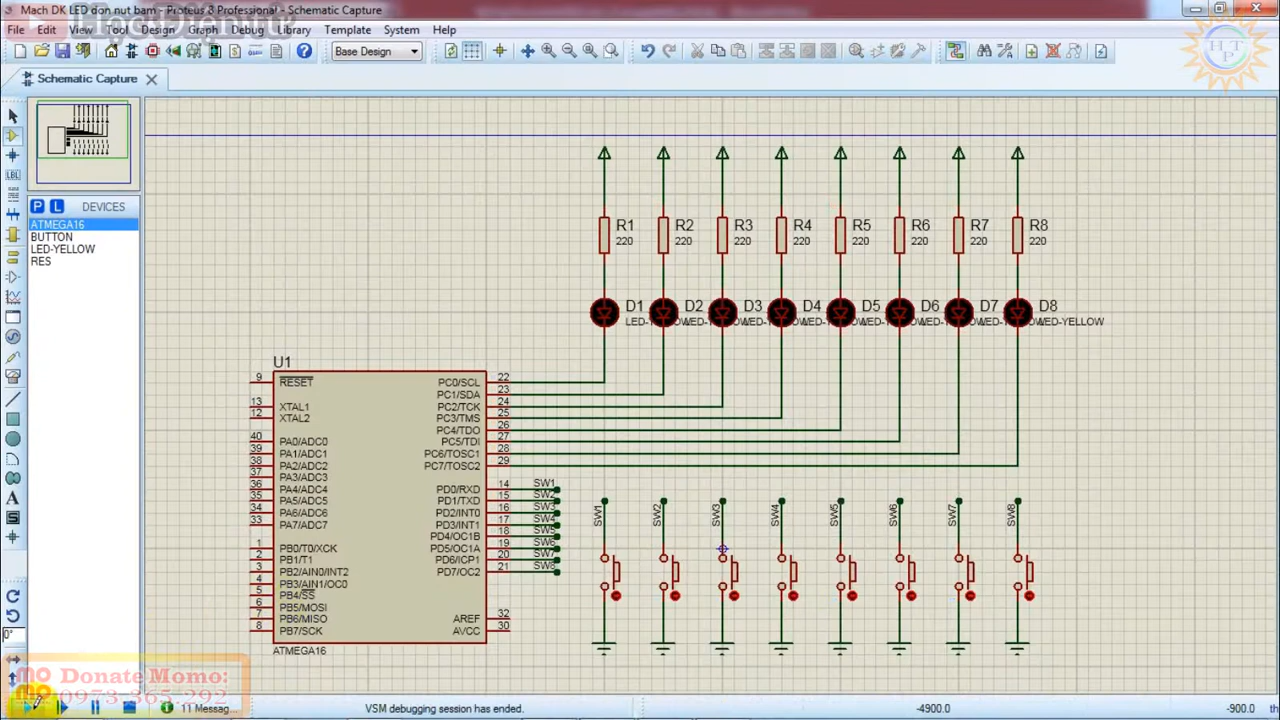 Mach DK LED don nut bam - Proteus 8 Professional - Schematic Capture
File Edit View Tool Design Graph Debug Library Template System Help
Base Design
HTP
Schematic Capture
P L DEVICES
ATMEGA16
BUTTON
LED-YELLOW
RES
R1 R2 R3 R4 R5 R6 R7 R8
220 220 220 220 220 220 220 220
D1 D2 D3 D4 D5 D6 D7 D8
LED-YELLOW
U1
9 RESET PC0/SCL 22
PC1/SDA 23
13 XTAL1 PC2/TCK 24
12 XTAL2 PC3/TMS 25
PC4/TDO 26
40 PA0/ADC0 PC5/TDI 27
39 PA1/ADC1 PC6/TOSC1 28
38 PA2/ADC2 PC7/TOSC2 29
37 PA3/ADC3
36 PA4/ADC4 PD0/RXD 14 SW1
35 PA5/ADC5 PD1/TXD 15 SW2
34 PA6/ADC6 PD2/INT0 16 SW3
33 PA7/ADC7 PD3/INT1 17 SW4
PD4/OC1B 18 SW5
1 PB0/T0/XCK PD5/OC1A 19 SW6
2 PB1/T1 PD6/ICP1 20 SW7
3 PB2/AIN0/INT2 PD7/OC2 21 SW8
4 PB3/AIN1/OC0
5 PB4/SS
6 PB5/MOSI
7 PB6/MISO AREF 32
8 PB7/SCK AVCC 30
ATMEGA16
SW1 SW2 SW3 SW4 SW5 SW6 SW7 SW8
0°
Donate Momo:
0973.365.292
11 Messag...
VSM debugging session has ended.
-4900.0
-900.0
th